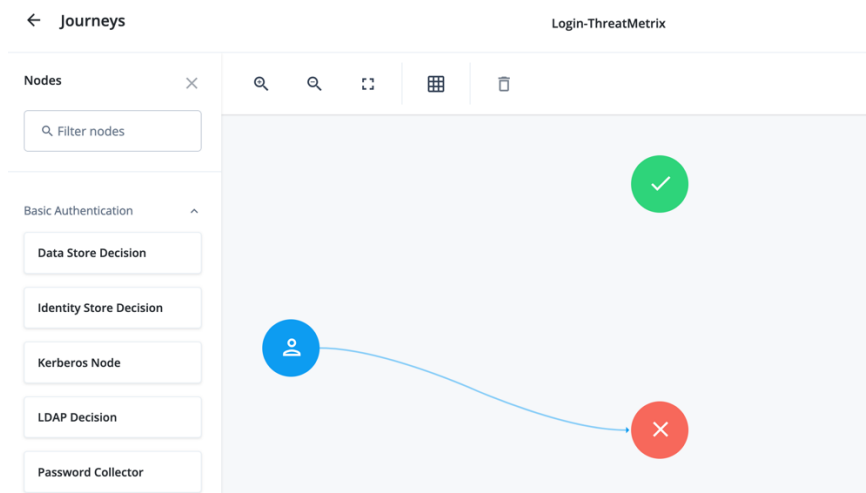 Journeys
Login-ThreatMetrix
Nodes
Filter nodes
Basic Authentication
Data Store Decision
Identity Store Decision
Kerberos Node
LDAP Decision
Password Collector